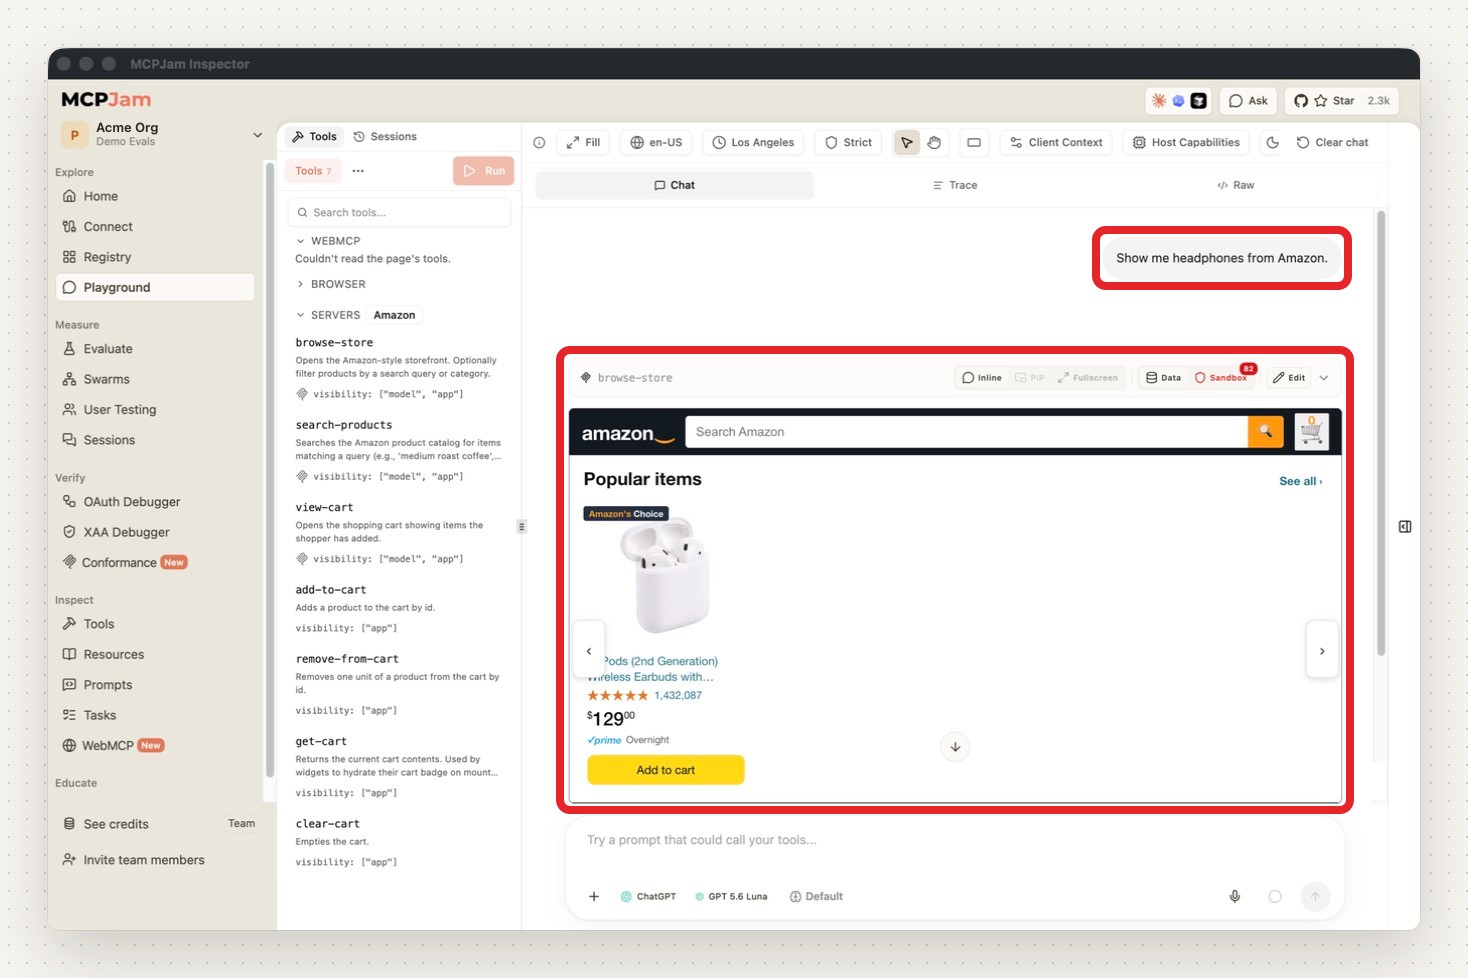 MCPJam Inspector
MCPJam
Ask
Star 2.3k
P
Acme Org
Demo Evals
Explore
Home
Connect
Registry
Playground
Measure
Evaluate
Swarms
User Testing
Sessions
Verify
OAuth Debugger
XAA Debugger
Conformance New
Inspect
Tools
Resources
Prompts
Tasks
WebMCP New
Educate
See credits Team
Invite team members
Tools Sessions
Tools 7 ··· Run
Search tools...
WEBMCP
Couldn't read the page's tools.
BROWSER
SERVERS Amazon
browse-store
Opens the Amazon-style storefront. Optionally
filter products by a search query or category.
visibility: ["model", "app"]
search-products
Searches the Amazon product catalog for items
matching a query (e.g., 'medium roast coffee',...
visibility: ["model", "app"]
view-cart
Opens the shopping cart showing items the
shopper has added.
visibility: ["model", "app"]
add-to-cart
Adds a product to the cart by id.
visibility: ["app"]
remove-from-cart
Removes one unit of a product from the cart by
id.
visibility: ["app"]
get-cart
Returns the current cart contents. Used by
widgets to hydrate their cart badge on mount...
visibility: ["app"]
clear-cart
Empties the cart.
visibility: ["app"]
Fill en-US Los Angeles Strict Client Context Host Capabilities Clear chat
Chat Trace Raw
Show me headphones from Amazon.
browse-store Inline PIP Fullscreen Data Sandbox 82 Edit
amazon Search Amazon 0
Popular items See all ›
Amazon's Choice
Pods (2nd Generation)
Wireless Earbuds with...
★★★★★ 1,432,087
$12900
✓prime Overnight
Add to cart
Try a prompt that could call your tools...
ChatGPT GPT 5.6 Luna Default